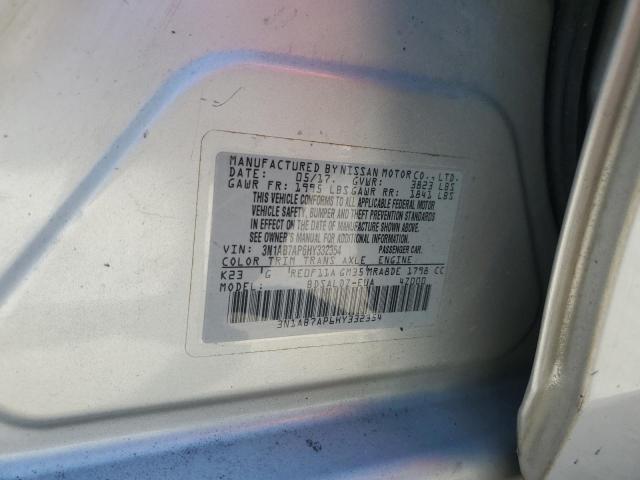 MANUFACTURED BY NISSAN MOTOR CO., LTD.
DATE: 05/17 GVWR: 3823 LBS
GAWR FR: 1995 LBS GAWR RR: 1841 LBS
THIS VEHICLE CONFORMS TO ALL APPLICABLE FEDERAL MOTOR
VEHICLE SAFETY, BUMPER AND THEFT PREVENTION STANDARDS
IN EFFECT ON THE DATE OF MANUFACTURE SHOWN ABOVE.
SEE OWNER'S MANUAL FOR INSTRUCTIONS.
VIN: 3N1AB7AP6HY332354 PASSENGER CAR
COLOR TRIM TRANS AXLE ENGINE
K23 G RE0F11A GM35 MRA8DE 1798 CC
MODEL: BDSALQZ-EUA 4Z000
3N1AB7AP6HY332354